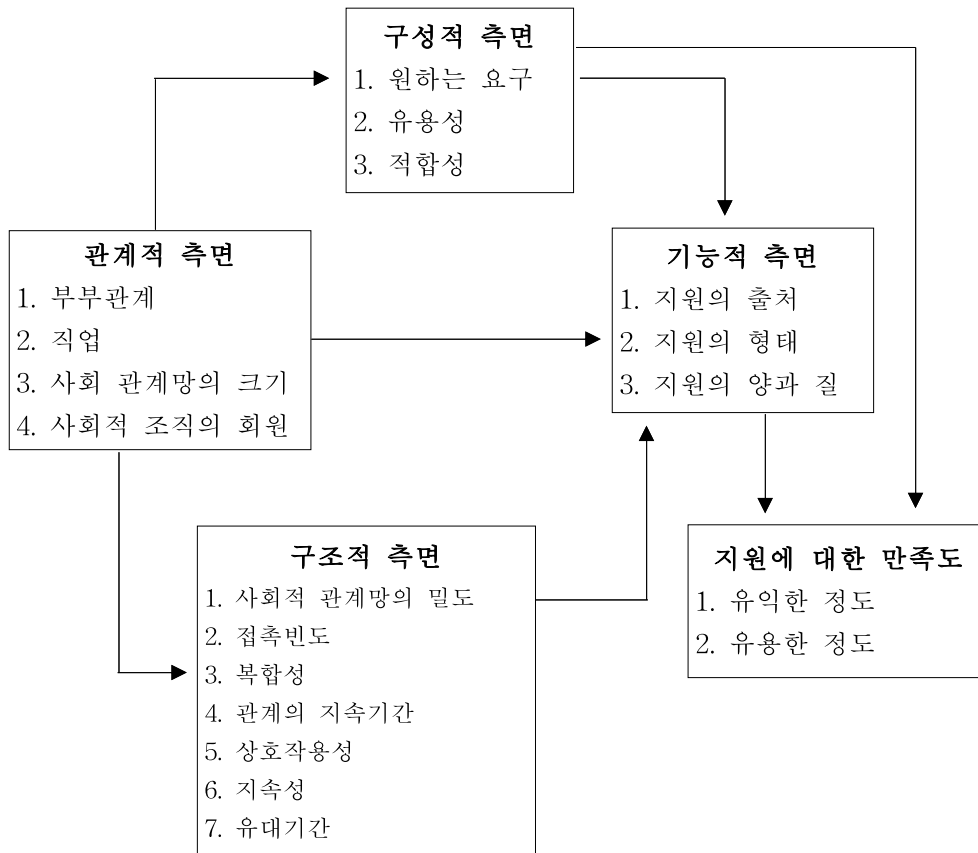 구성적 측면
1. 원하는 요구
2. 유용성
3. 적합성
관계적 측면
1. 부부관계
2. 직업
3. 사회 관계망의 크기
4. 사회적 조직의 회원
기능적 측면
1. 지원의 출처
2. 지원의 형태
3. 지원의 양과 질
구조적 측면
1. 사회적 관계망의 밀도
2. 접촉빈도
3. 복합성
4. 관계의 지속기간
5. 상호작용성
6. 지속성
7. 유대기간
지원에 대한 만족도
1. 유익한 정도
2. 유용한 정도